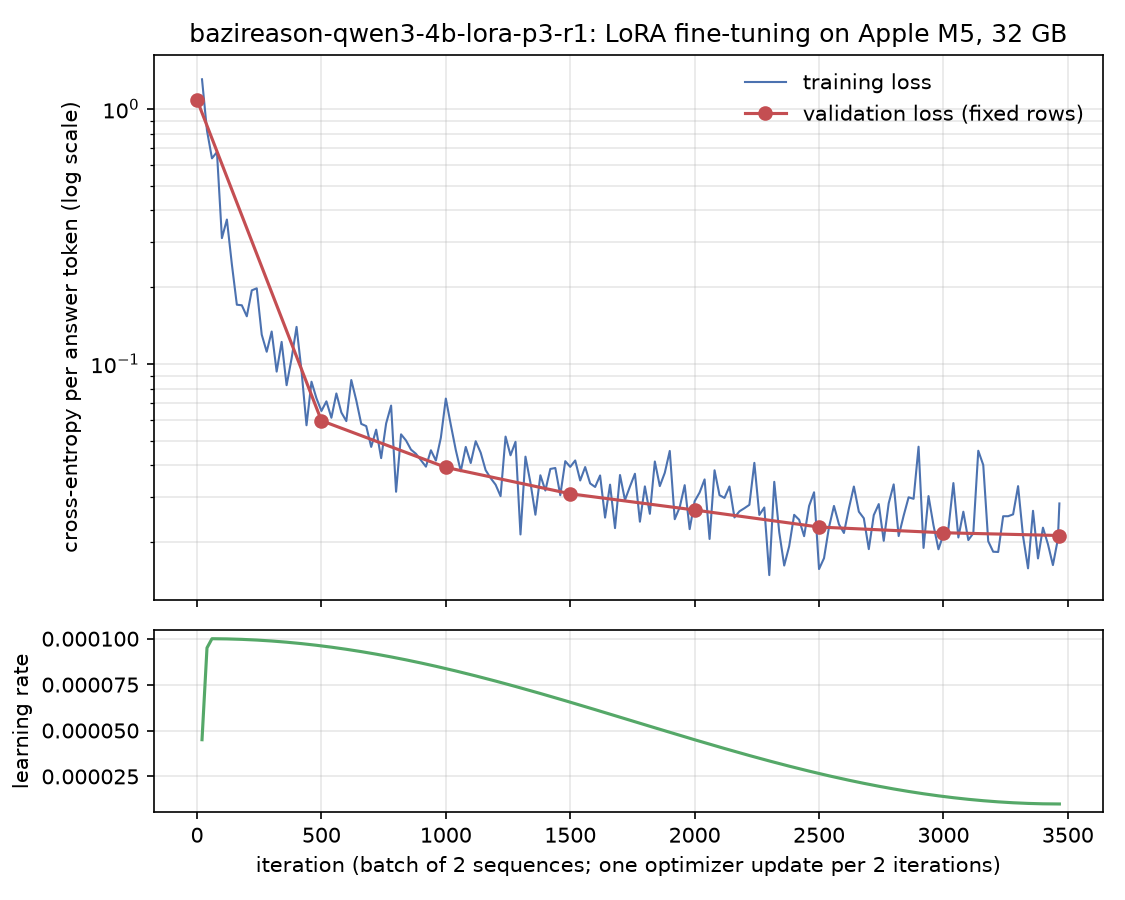 bazireason-qwen3-4b-lora-p3-r1: LoRA fine-tuning on Apple M5, 32 GB
training loss
validation loss (fixed rows)
cross-entropy per answer token (log scale)
10⁰
10⁻¹
learning rate
0.000100
0.000075
0.000050
0.000025
0 500 1000 1500 2000 2500 3000 3500
iteration (batch of 2 sequences; one optimizer update per 2 iterations)